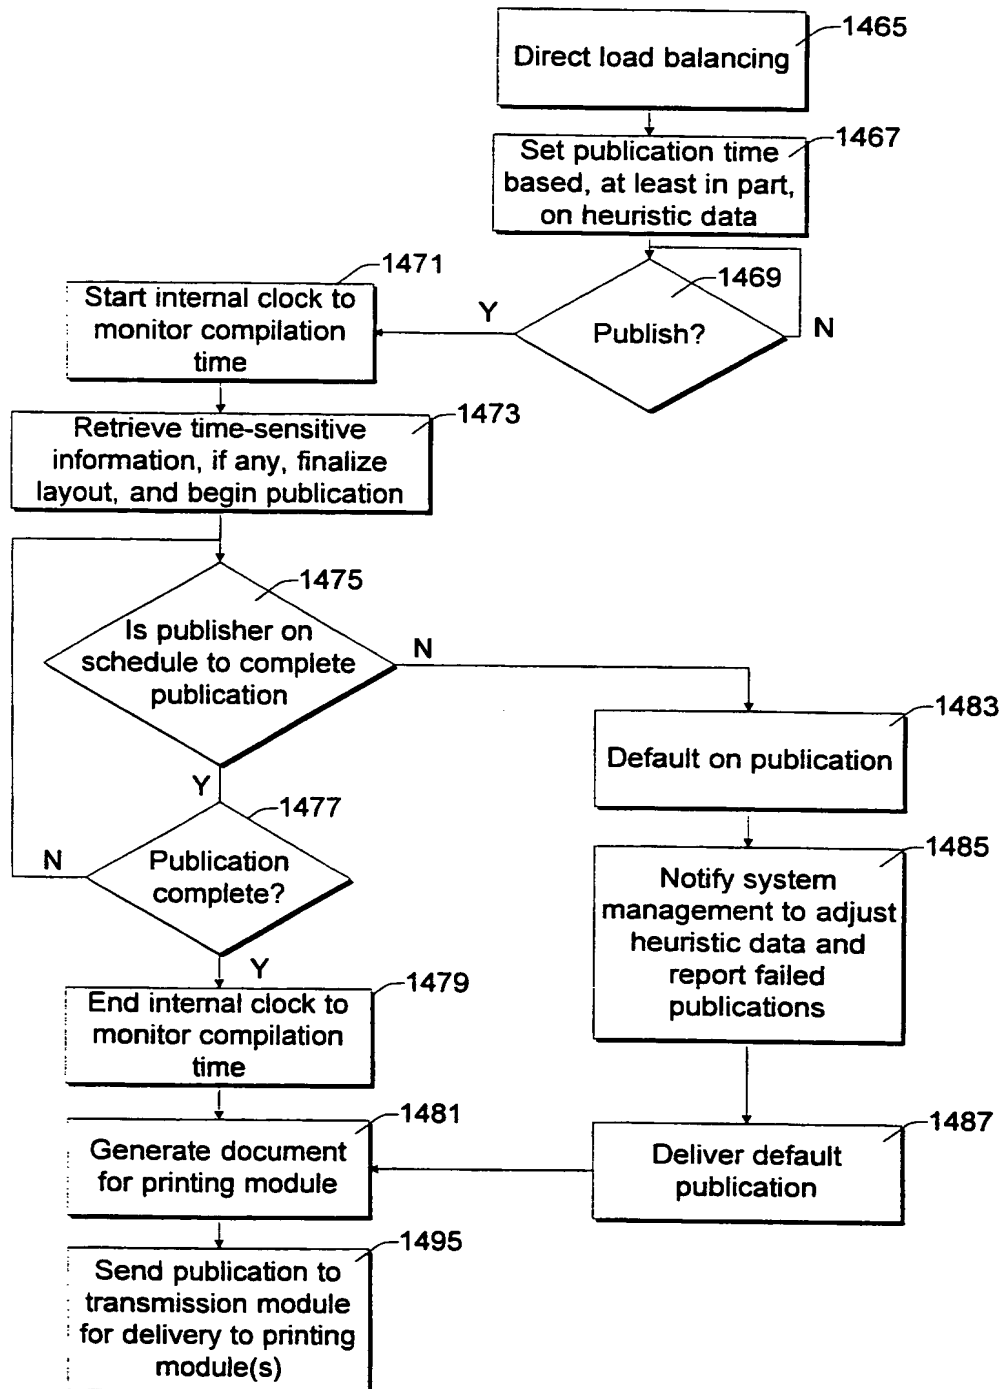 1465
Direct load balancing
1467
Set publication time
based, at least in part,
on heuristic data
1469
Publish?
Y
N
1471
Start internal clock to
monitor compilation
time
1473
Retrieve time-sensitive
information, if any, finalize
layout, and begin publication
1475
Is publisher on
schedule to complete
publication
N
Y
1477
Publication
complete?
N
Y
1479
End internal clock to
monitor compilation
time
1481
Generate document
for printing module
1495
Send publication to
transmission module
for delivery to printing
module(s)
1483
Default on publication
1485
Notify system
management to adjust
heuristic data and
report failed
publications
1487
Deliver default
publication